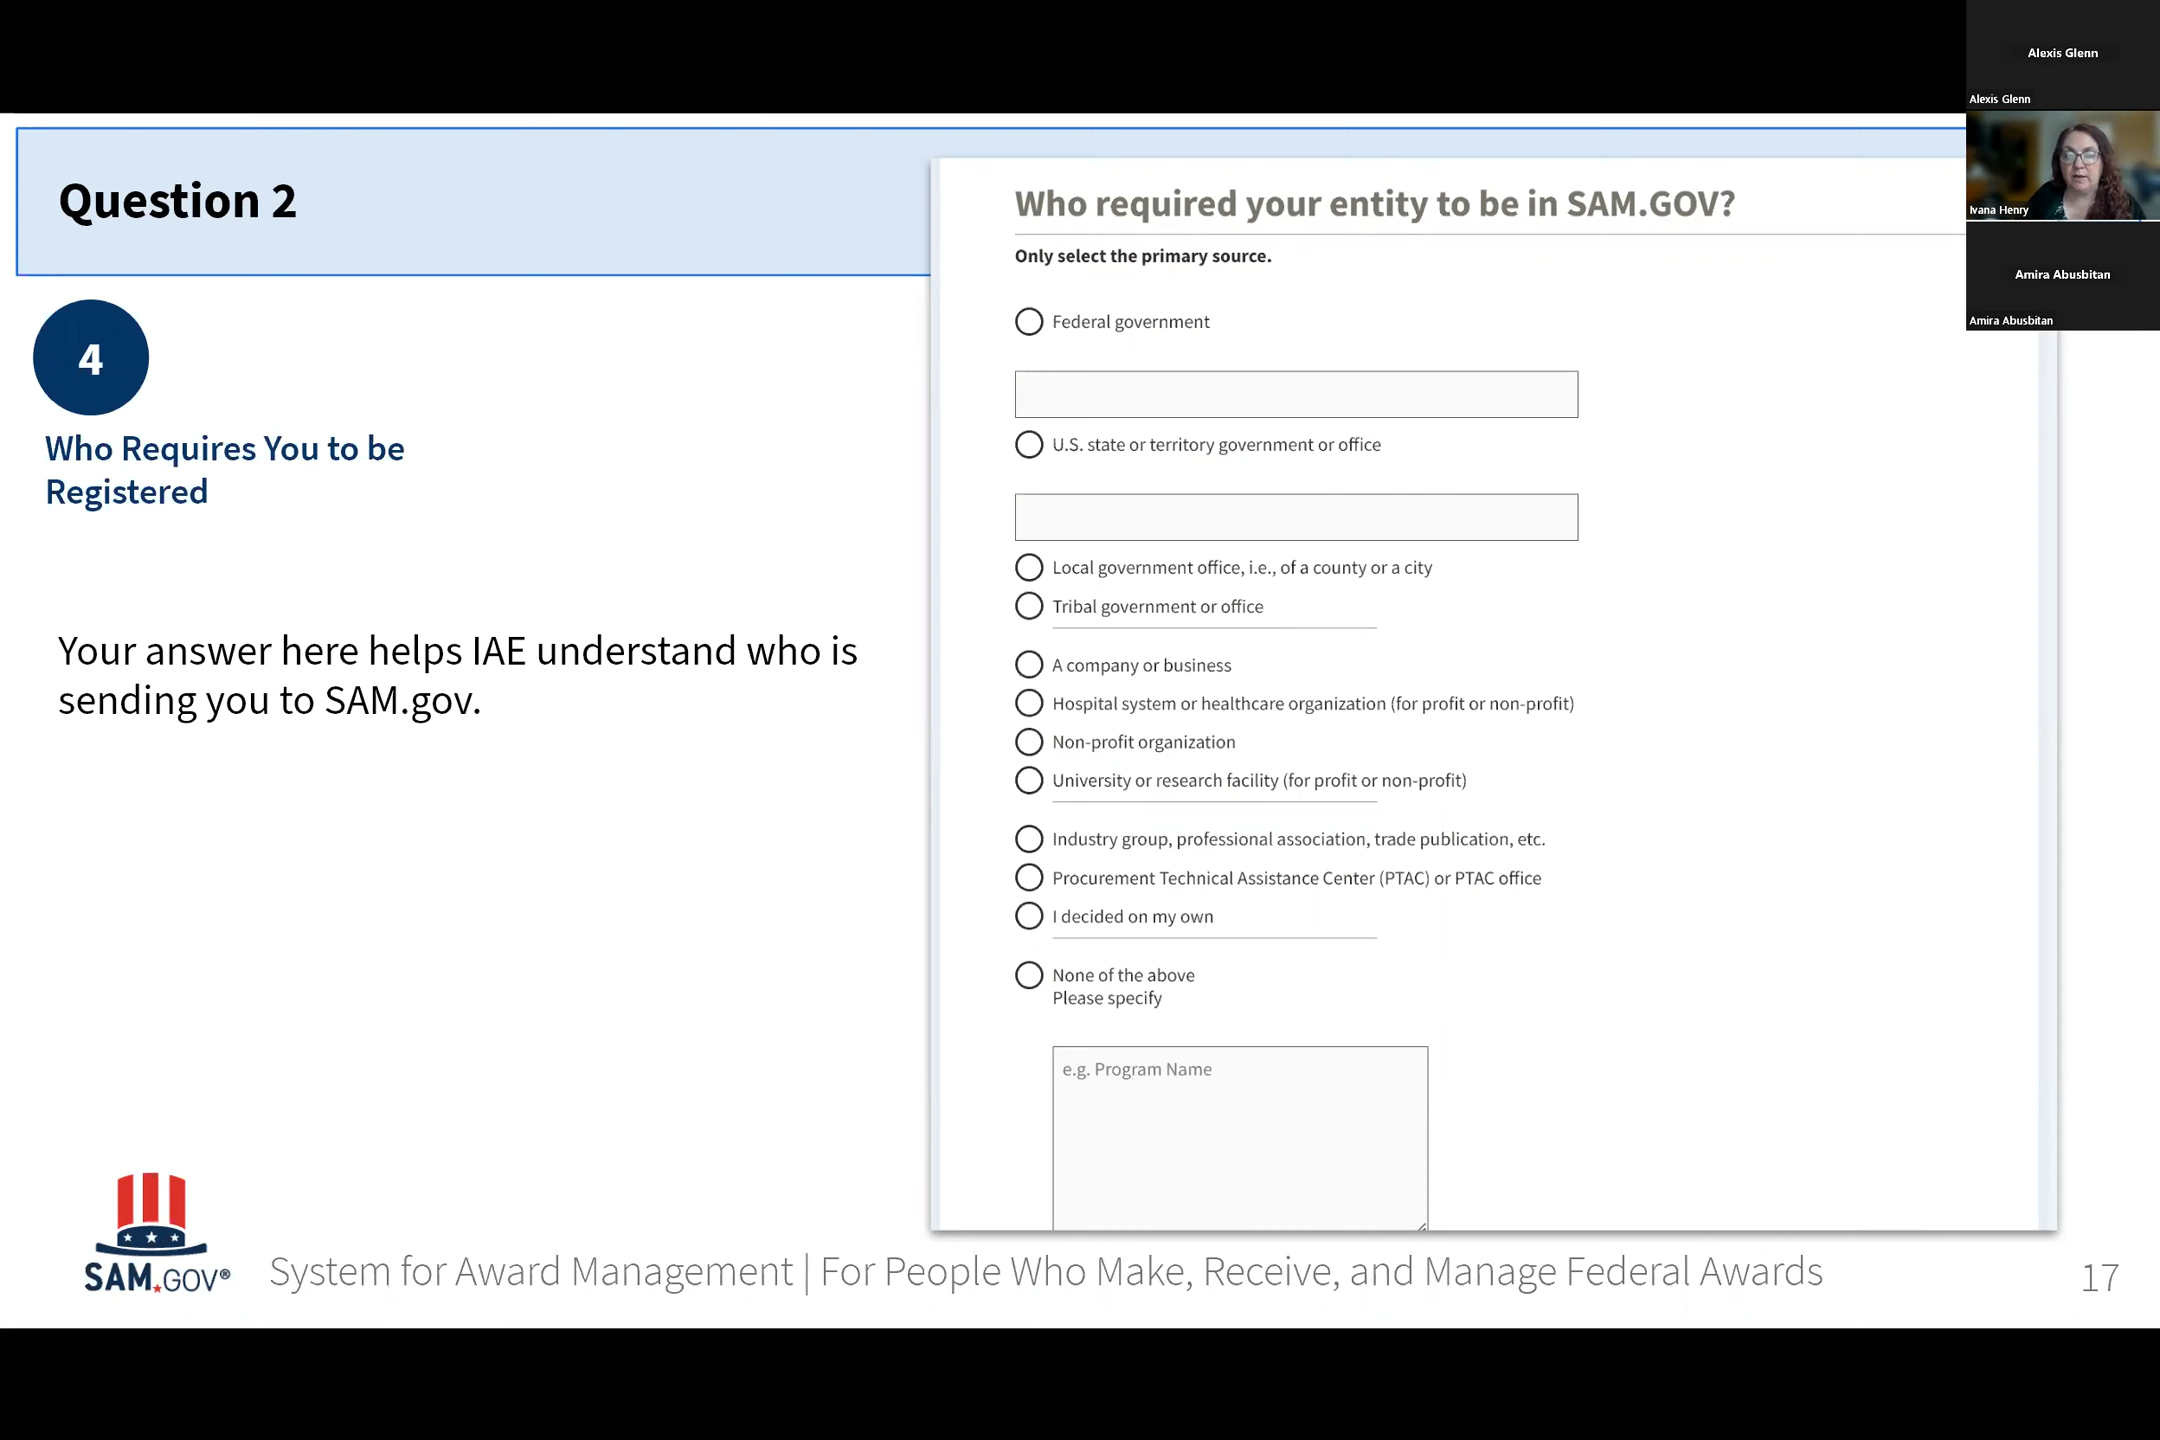 Alexis Glenn
Alexis Glenn
Ivana Henry
Amira Abusbitan
Amira Abusbitan
Question 2
4
Who Requires You to be
Registered
Your answer here helps IAE understand who is
sending you to SAM.gov.
Who required your entity to be in SAM.GOV?
Only select the primary source.
Federal government
U.S. state or territory government or office
Local government office, i.e., of a county or a city
Tribal government or office
A company or business
Hospital system or healthcare organization (for profit or non-profit)
Non-profit organization
University or research facility (for profit or non-profit)
Industry group, professional association, trade publication, etc.
Procurement Technical Assistance Center (PTAC) or PTAC office
I decided on my own
None of the above
Please specify
e.g. Program Name
SAM.GOV®
System for Award Management | For People Who Make, Receive, and Manage Federal Awards
17